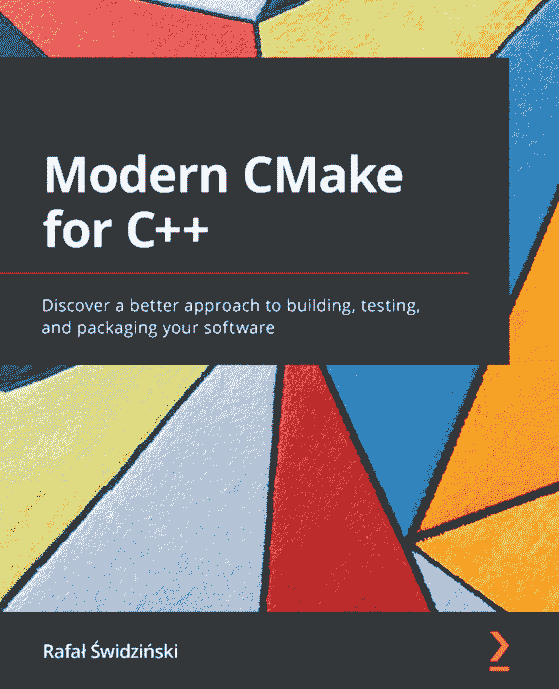 Modern CMake
for C++
Discover a better approach to building, testing,
and packaging your software
Rafał Świdziński